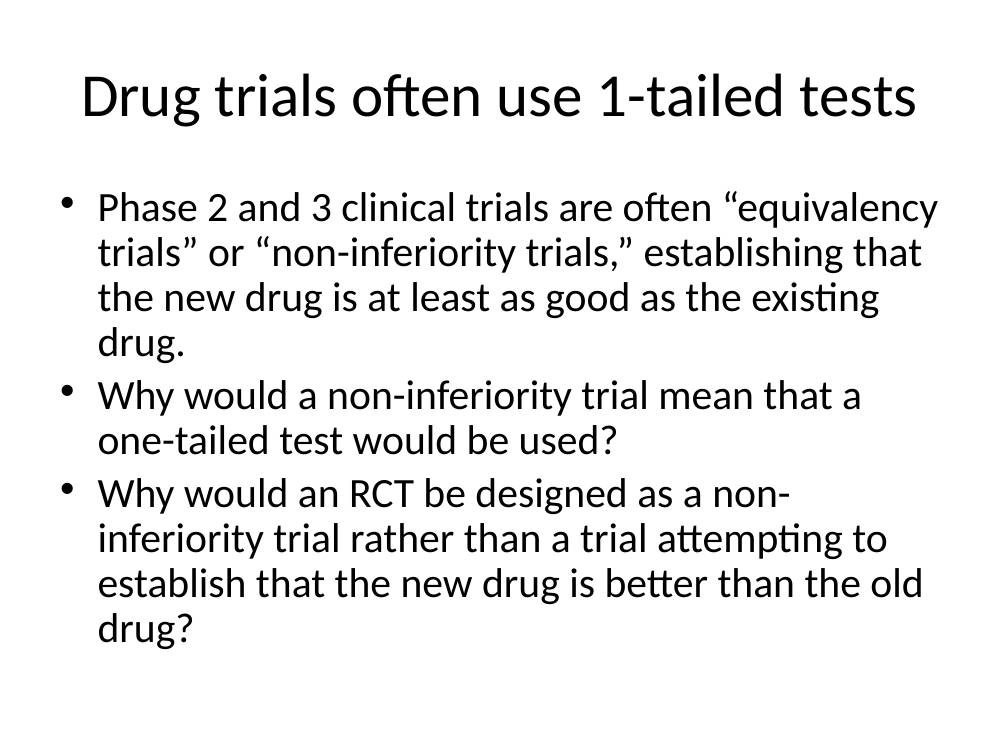 Drug trials often use 1-tailed tests
• Phase 2 and 3 clinical trials are often “equivalency
trials” or “non-inferiority trials,” establishing that
the new drug is at least as good as the existing
drug.
• Why would a non-inferiority trial mean that a
one-tailed test would be used?
• Why would an RCT be designed as a non-
inferiority trial rather than a trial attempting to
establish that the new drug is better than the old
drug?